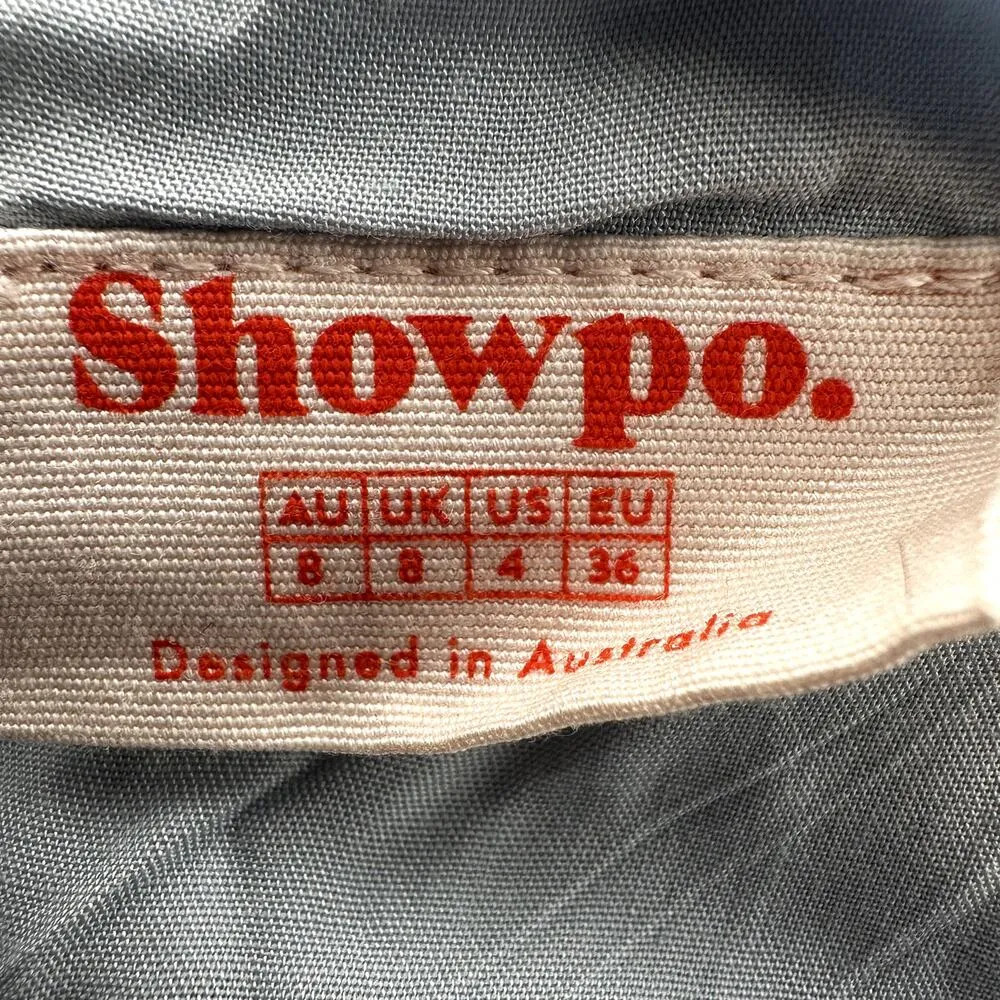 Showpo.
AU UK US EU
8 8 4 36
Designed in Australia